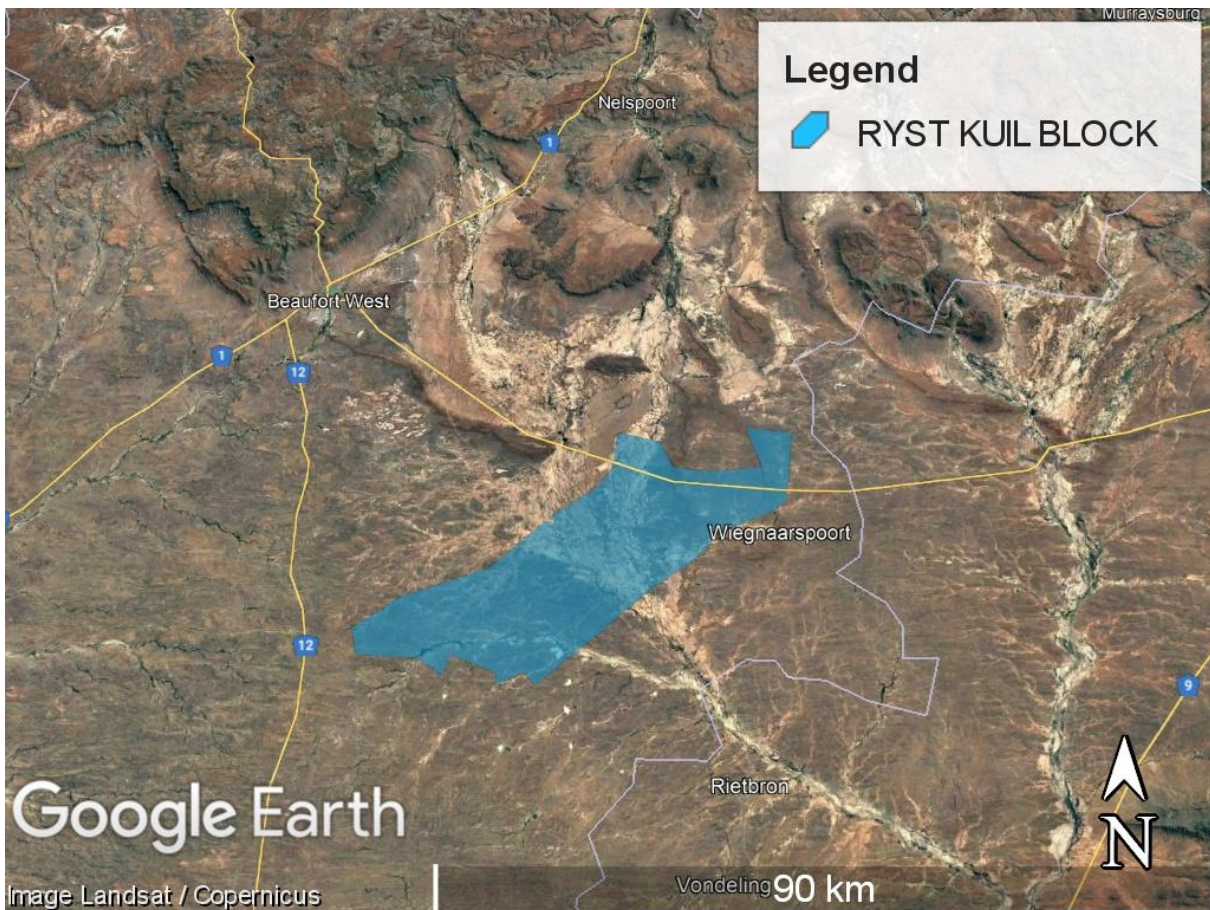 Murraysburg
Legend
RYST KUIL BLOCK
Nelspoort
1
Beaufort West
1
12
Wiegnaarspoort
12
9
Rietbron
Google Earth
N
Vondeling
90 km
Image Landsat / Copernicus